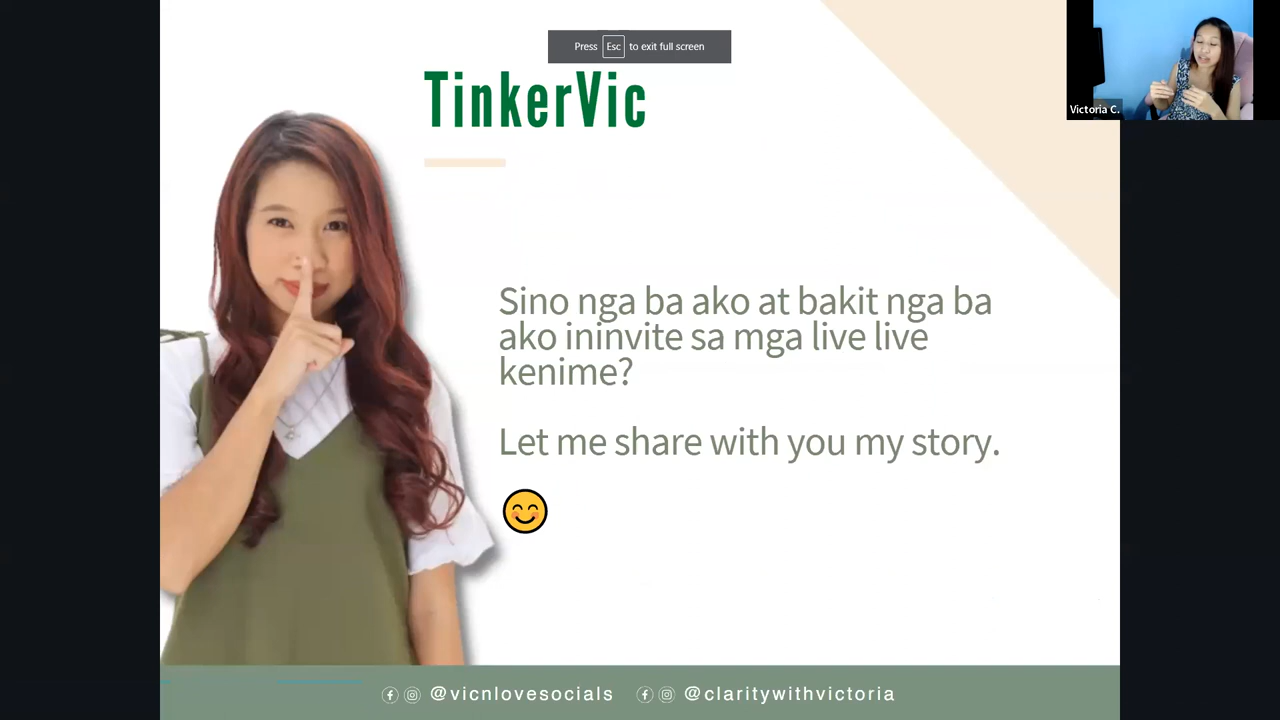 Press Esc to exit full screen
Victoria C.
TinkerVic
Sino nga ba ako at bakit nga ba
ako ininvite sa mga live live
kenime?
Let me share with you my story.
@vicnlovesocials @claritywithvictoria